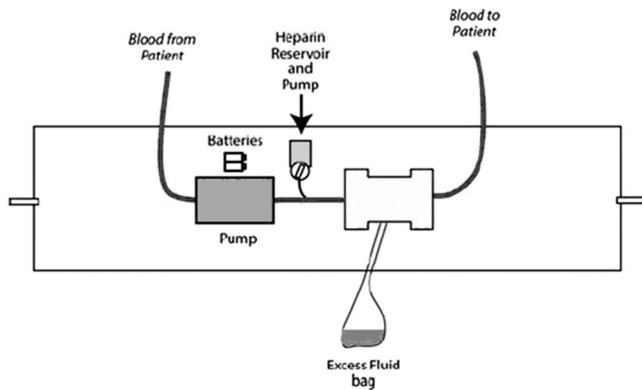 Blood from
Patient
Heparin
Reservoir
and
Pump
Blood to
Patient
Batteries
Pump
Excess Fluid
bag